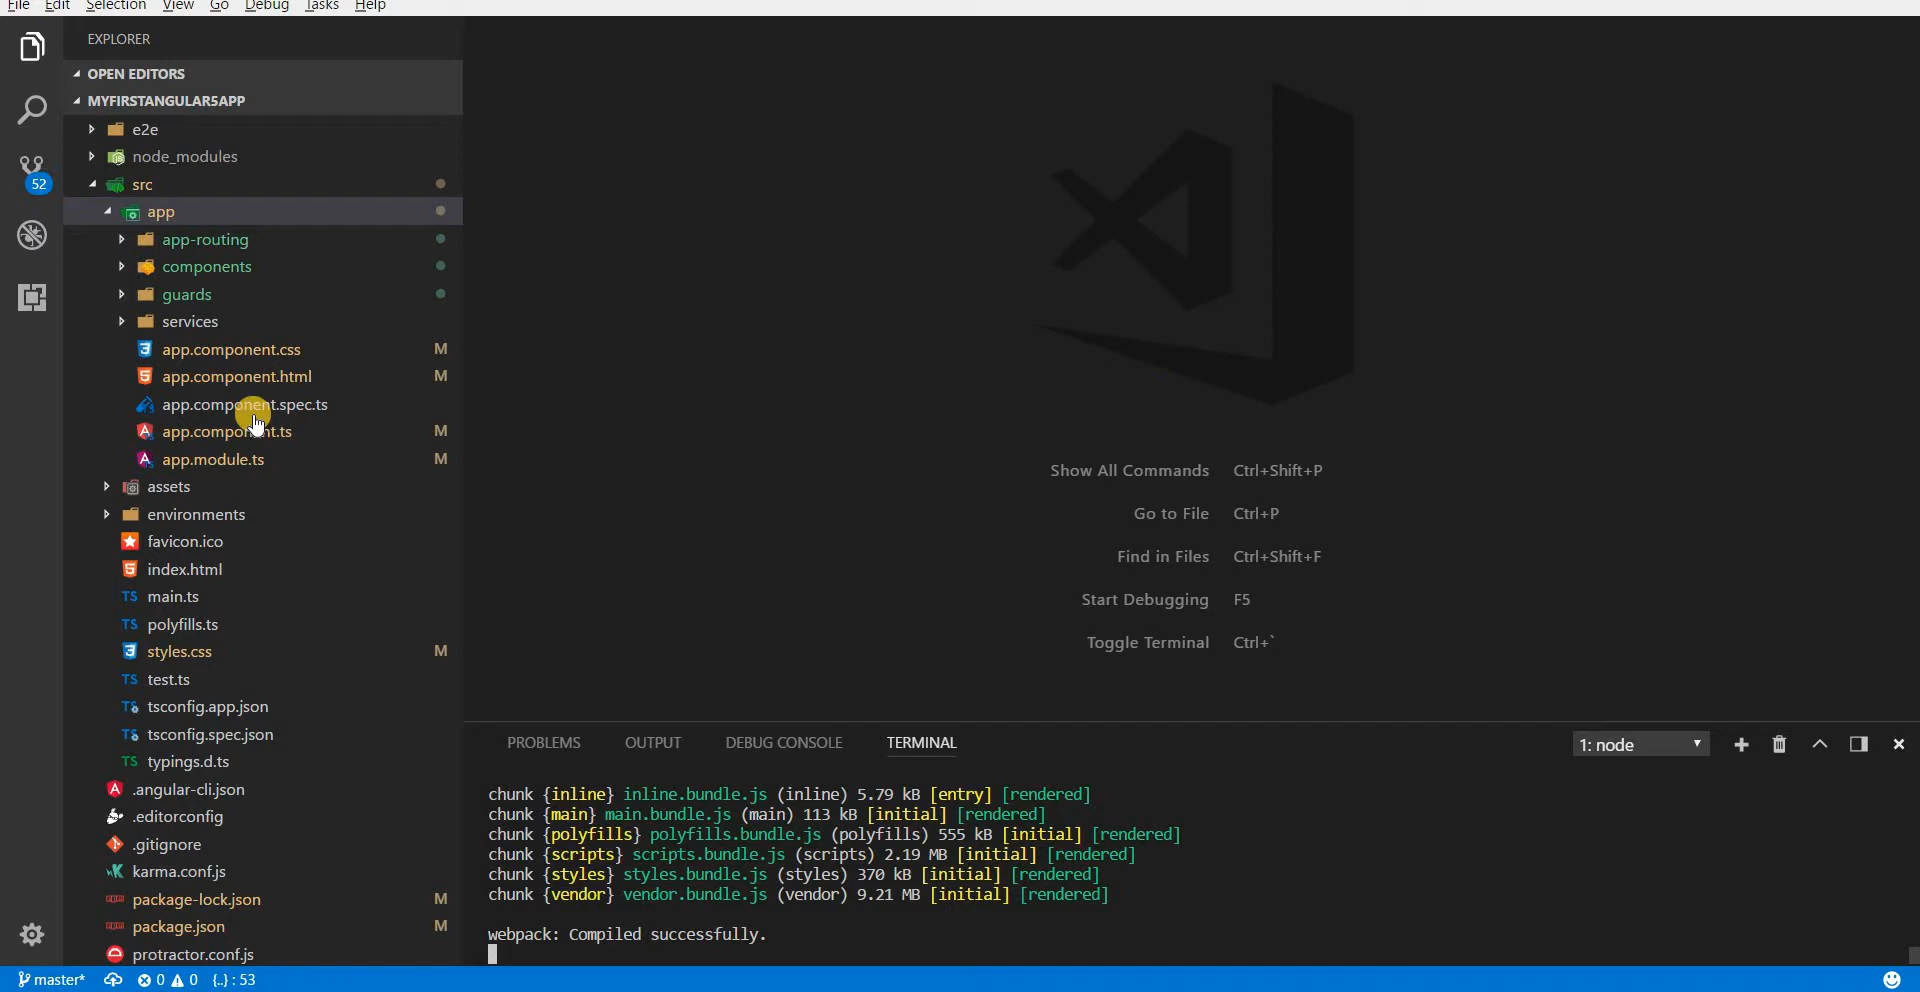 File Edit Selection View Go Debug Tasks Help
EXPLORER
OPEN EDITORS
MYFIRSTANGULAR5APP
e2e
node_modules
src
app
app-routing
components
guards
services
app.component.css M
app.component.html M
app.component.spec.ts
app.component.ts M
app.module.ts M
assets
environments
favicon.ico
index.html
TS main.ts
TS polyfills.ts
styles.css M
TS test.ts
TS tsconfig.app.json
TS tsconfig.spec.json
TS typings.d.ts
.angular-cli.json
.editorconfig
.gitignore
karma.conf.js
package-lock.json M
package.json M
protractor.conf.js
52
Show All Commands Ctrl+Shift+P
Go to File Ctrl+P
Find in Files Ctrl+Shift+F
Start Debugging F5
Toggle Terminal Ctrl+`
PROBLEMS OUTPUT DEBUG CONSOLE TERMINAL 1: node
chunk {inline} inline.bundle.js (inline) 5.79 kB [entry] [rendered]
chunk {main} main.bundle.js (main) 113 kB [initial] [rendered]
chunk {polyfills} polyfills.bundle.js (polyfills) 555 kB [initial] [rendered]
chunk {scripts} scripts.bundle.js (scripts) 2.19 MB [initial] [rendered]
chunk {styles} styles.bundle.js (styles) 370 kB [initial] [rendered]
chunk {vendor} vendor.bundle.js (vendor) 9.21 MB [initial] [rendered]
webpack: Compiled successfully.
master* 0 0 {..} : 53